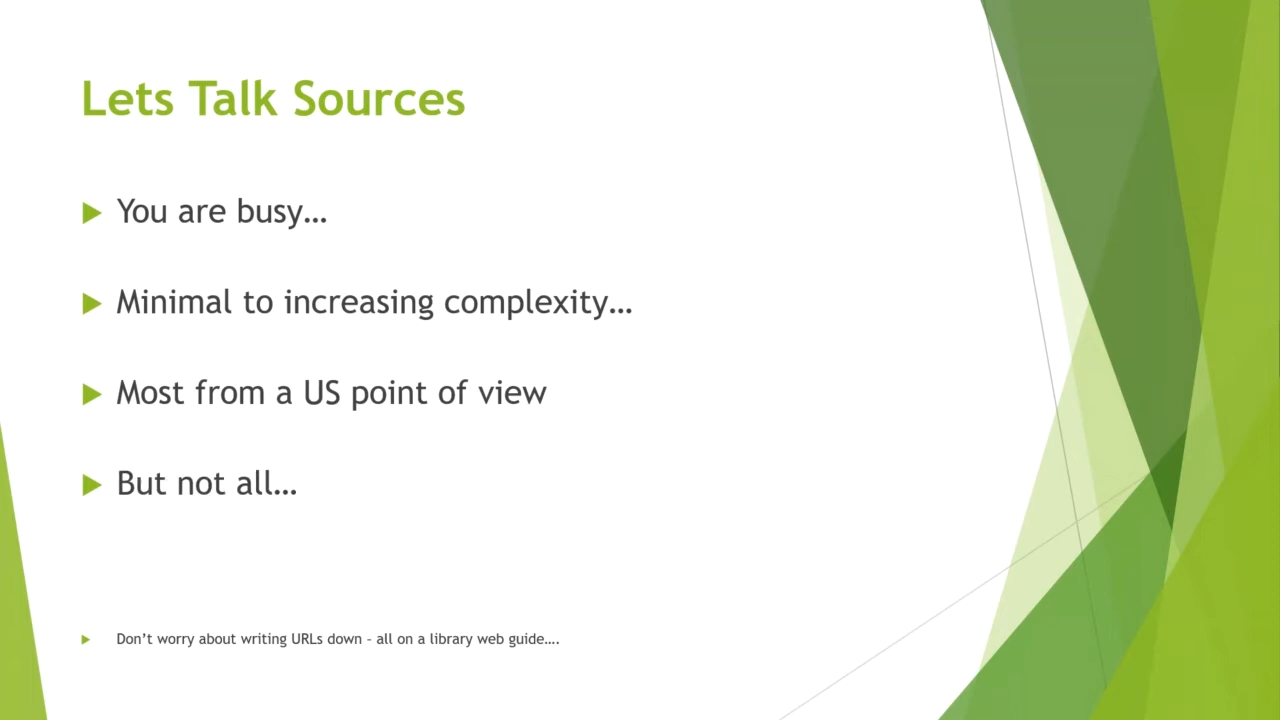 Lets Talk Sources
You are busy…
Minimal to increasing complexity…
Most from a US point of view
But not all…
Don’t worry about writing URLs down – all on a library web guide….